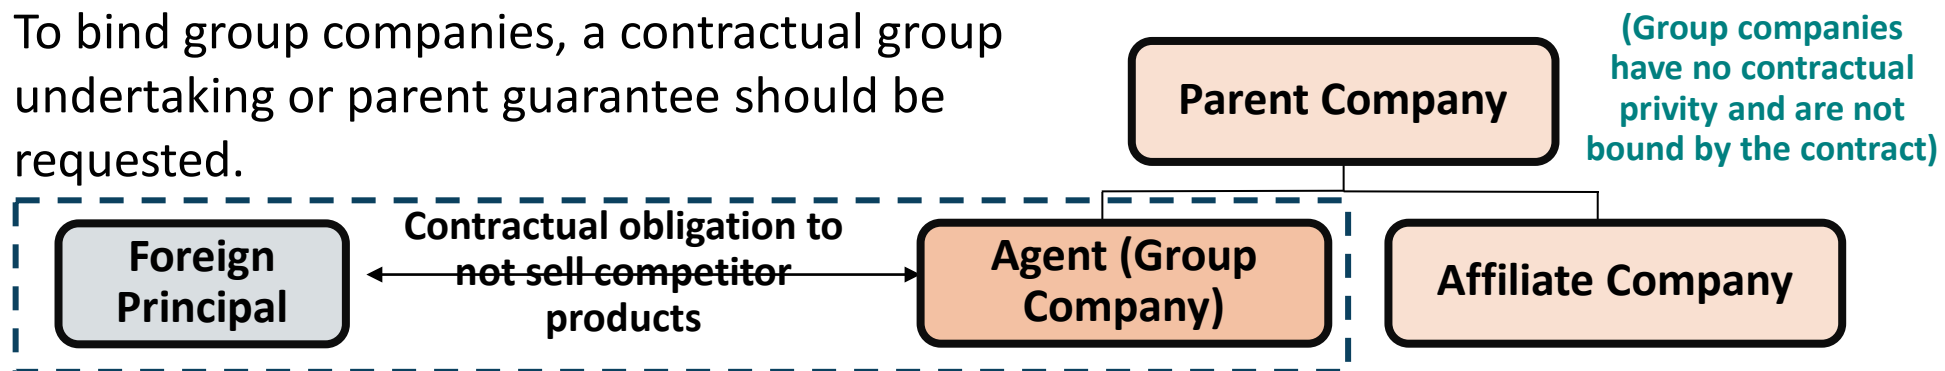 To bind group companies, a contractual group
undertaking or parent guarantee should be
requested.
Parent Company
(Group companies
have no contractual
privity and are not
bound by the contract)
Foreign
Principal
Contractual obligation to
not sell competitor
products
Agent (Group
Company)
Affiliate Company